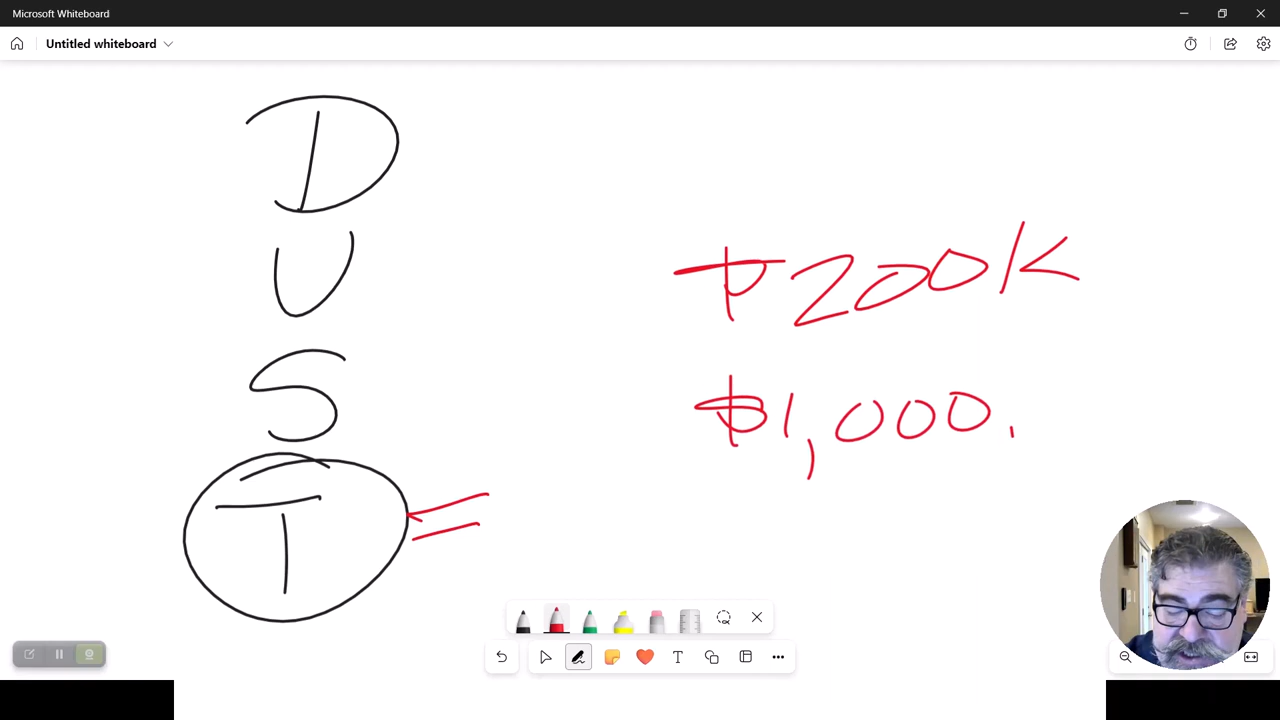 Microsoft Whiteboard
Untitled whiteboard
D
U
S
T
$200K
$1,000.